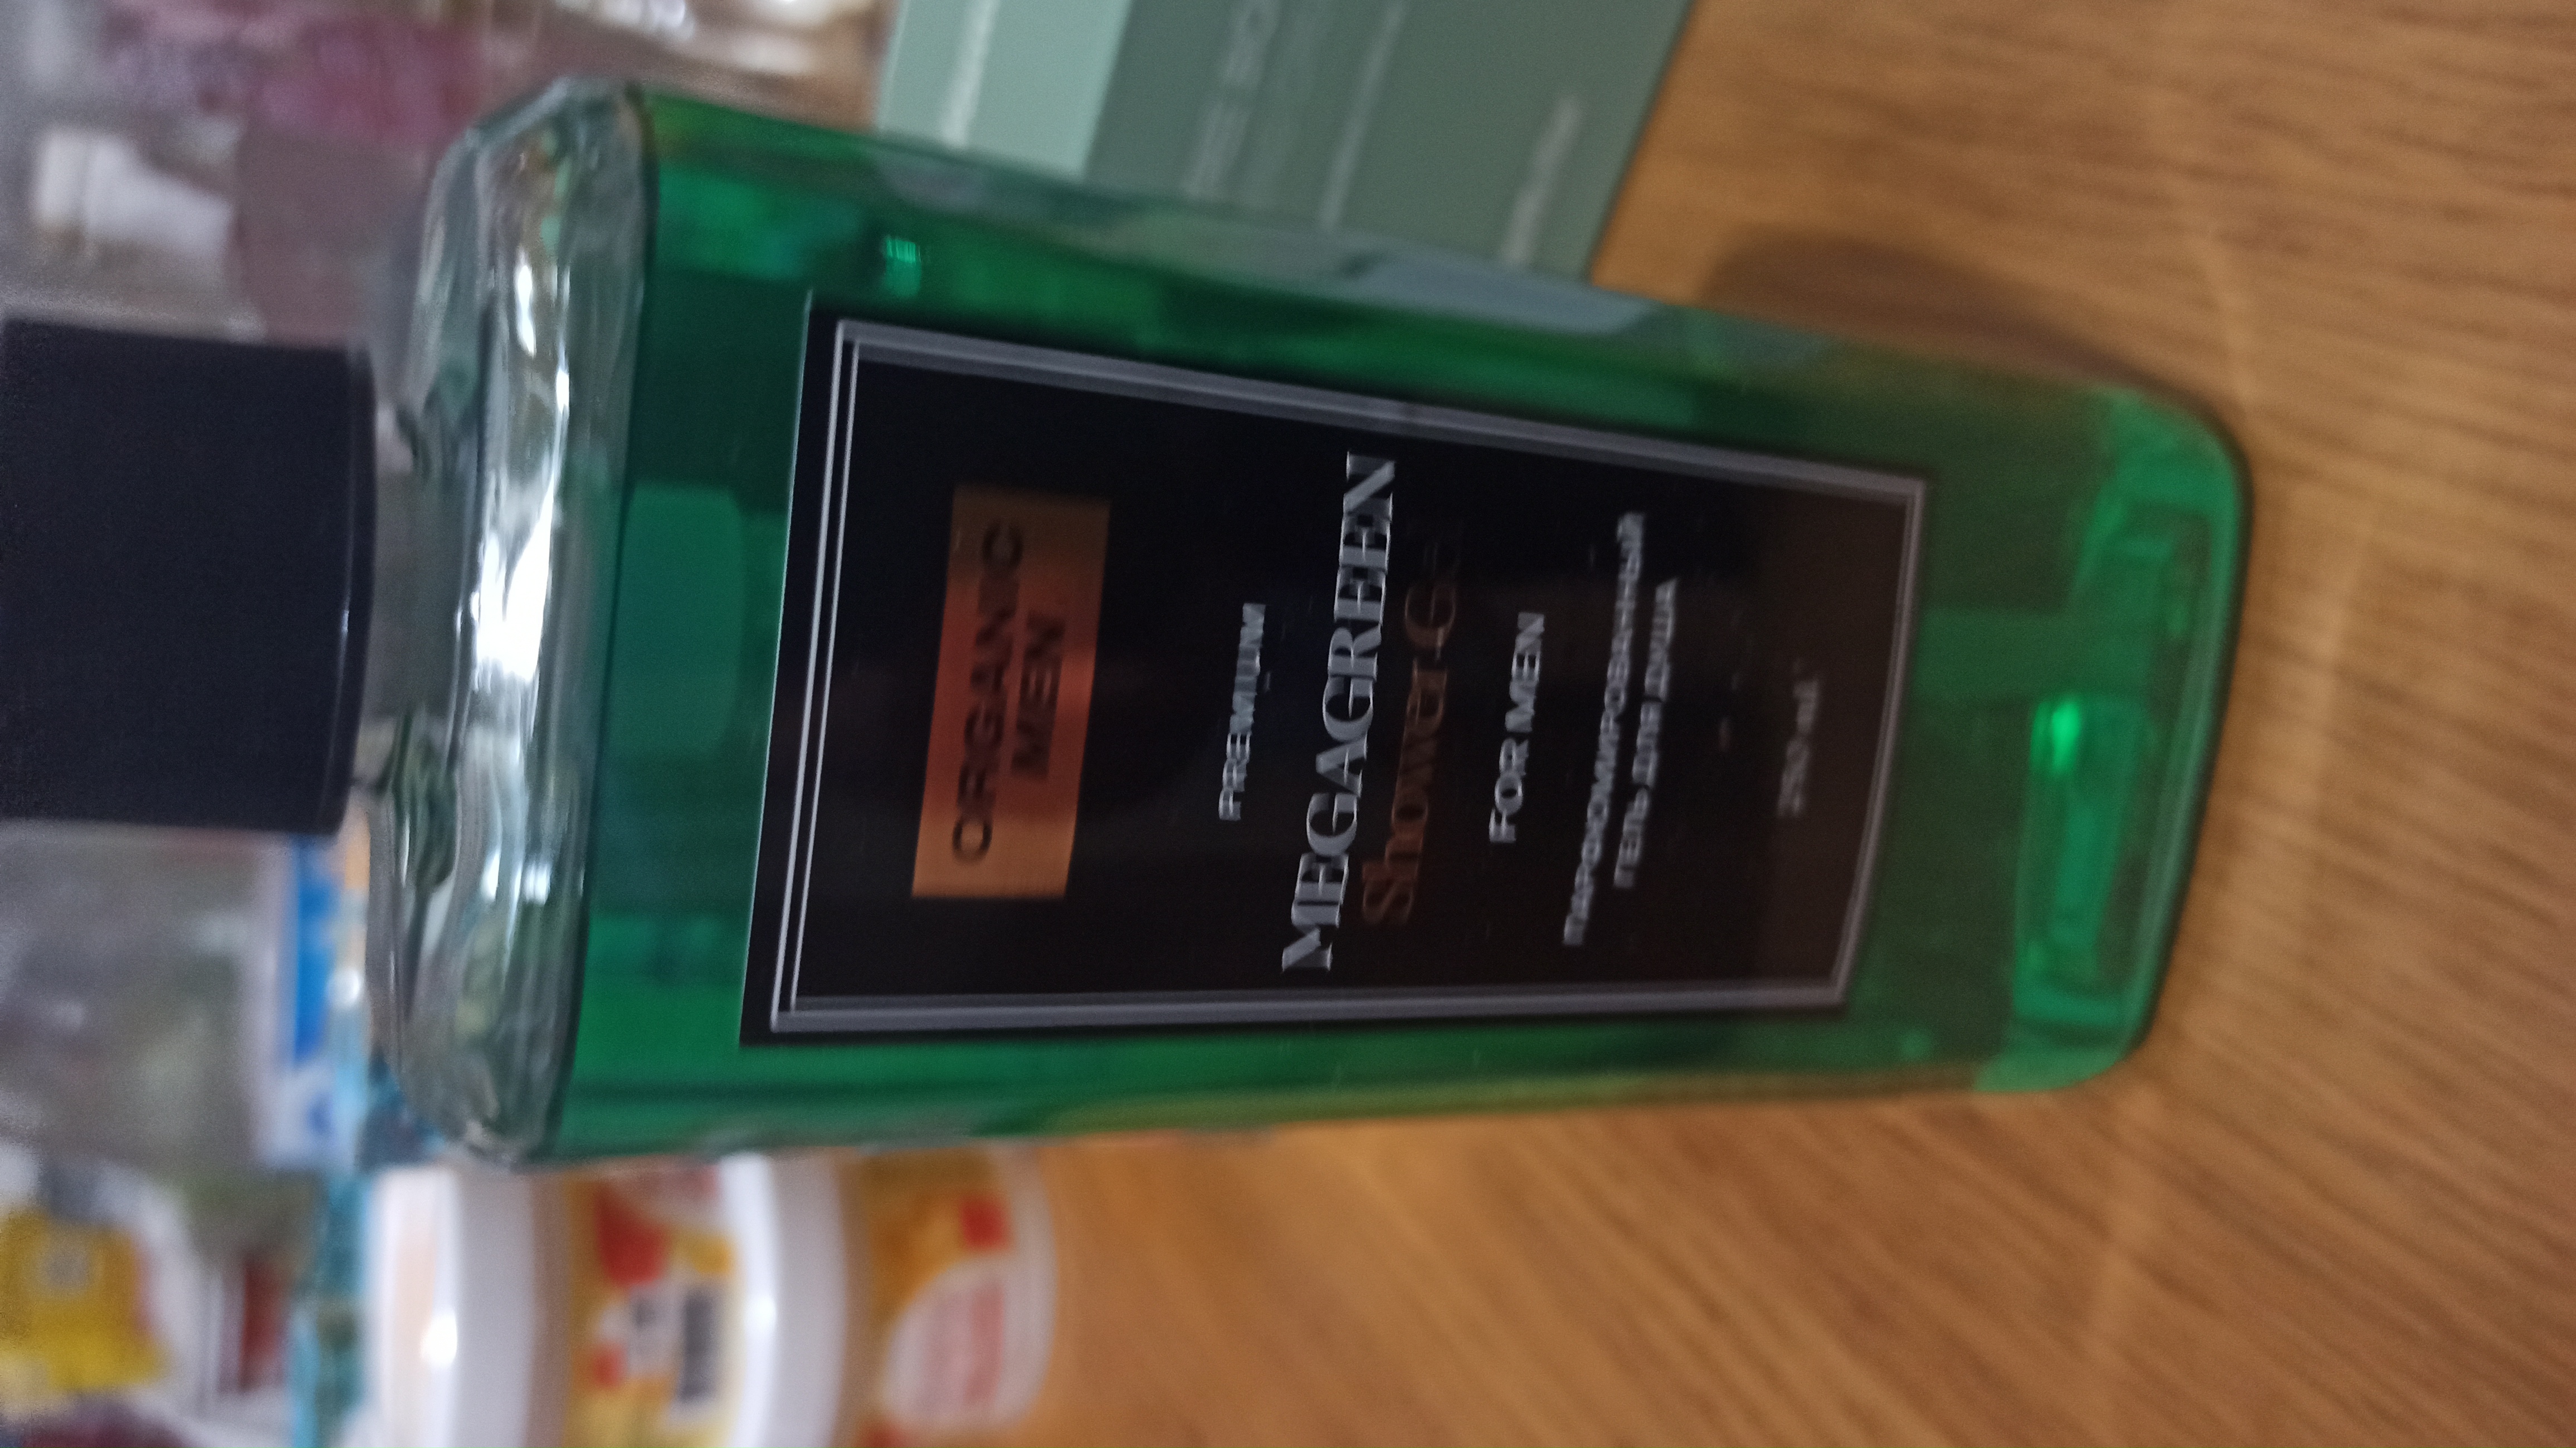 ORGANIC
MEN
PREMIUM
MEGAGREEN
Shower Gel
FOR MEN
ПАРФЮМИРОВАННЫЙ
ГЕЛЬ ДЛЯ ДУША
250 ml